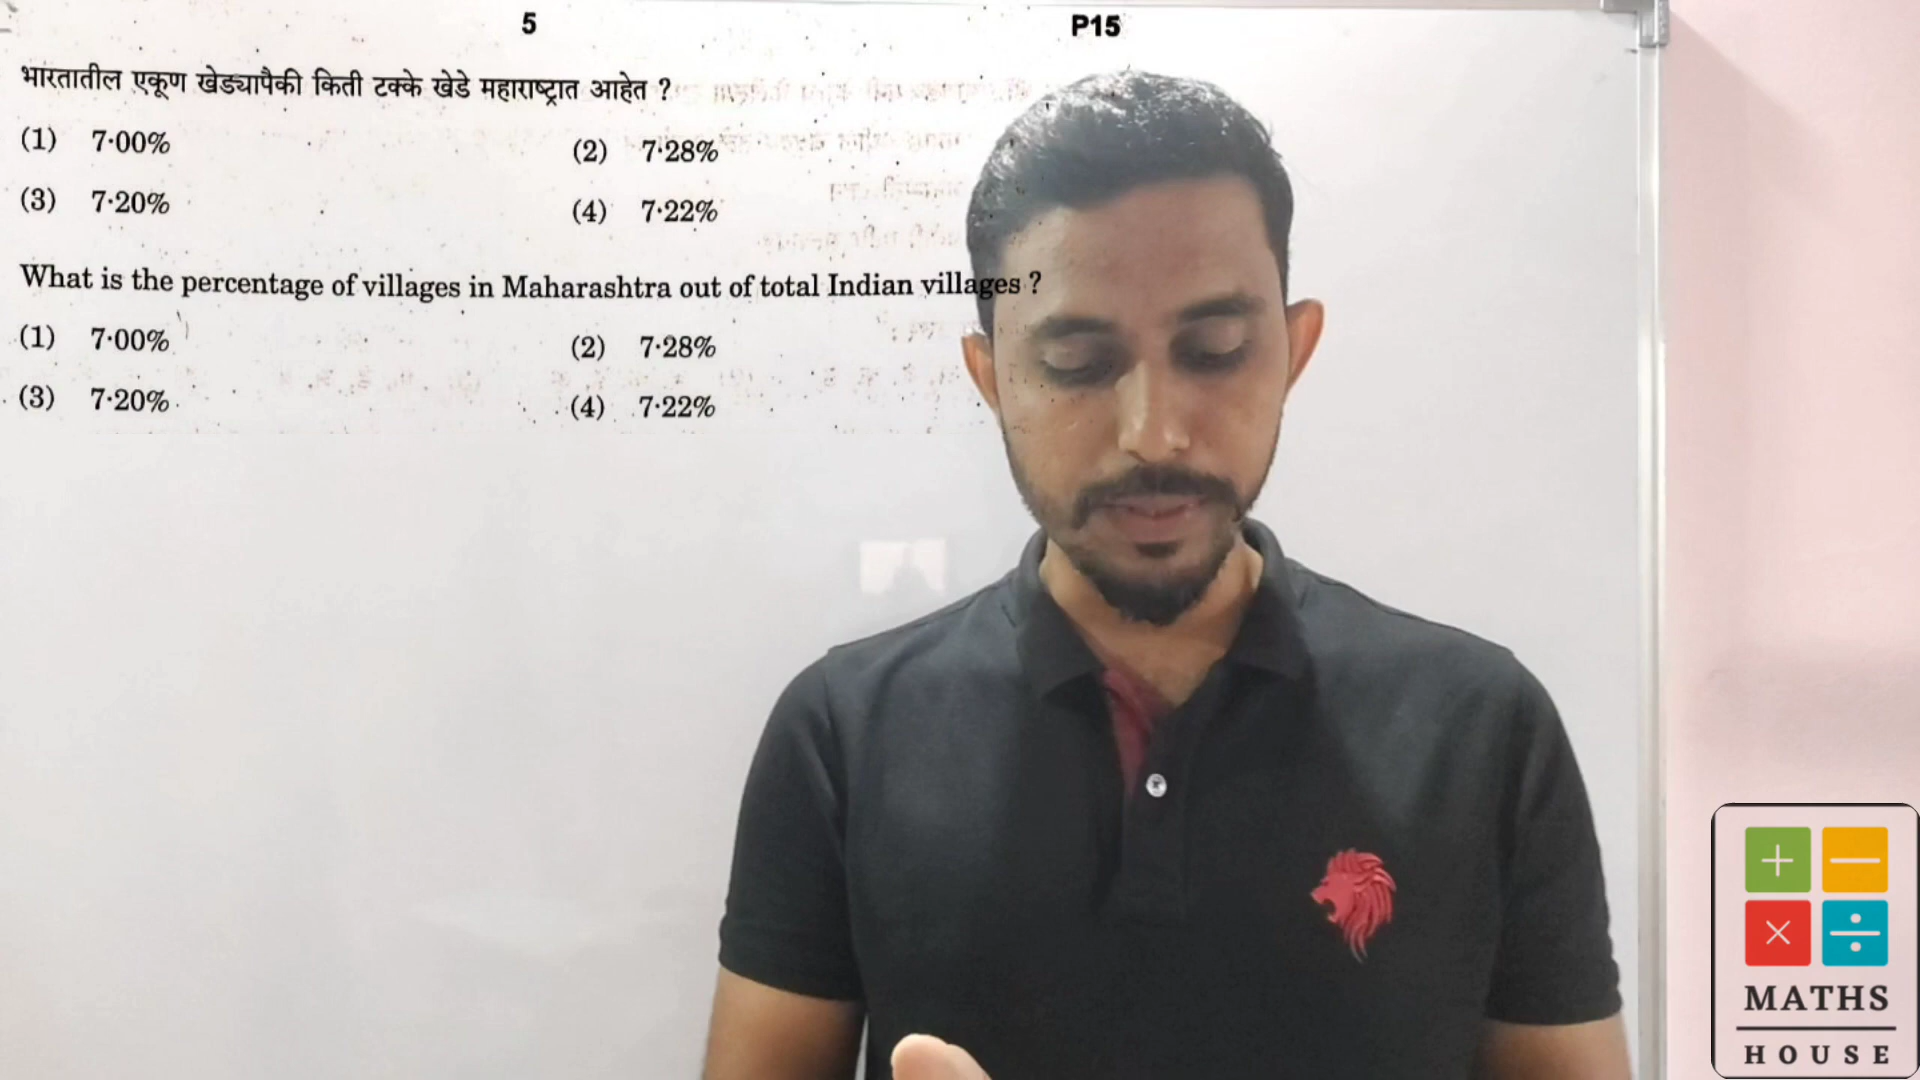 5 P15
भारतातील एकूण खेड्यापैकी किती टक्के खेडे महाराष्ट्रात आहेत ?
(1) 7·00% (2) 7·28%
(3) 7·20% (4) 7·22%
What is the percentage of villages in Maharashtra out of total Indian villages ?
(1) 7·00% (2) 7·28%
(3) 7·20% (4) 7·22%
MATHS
HOUSE